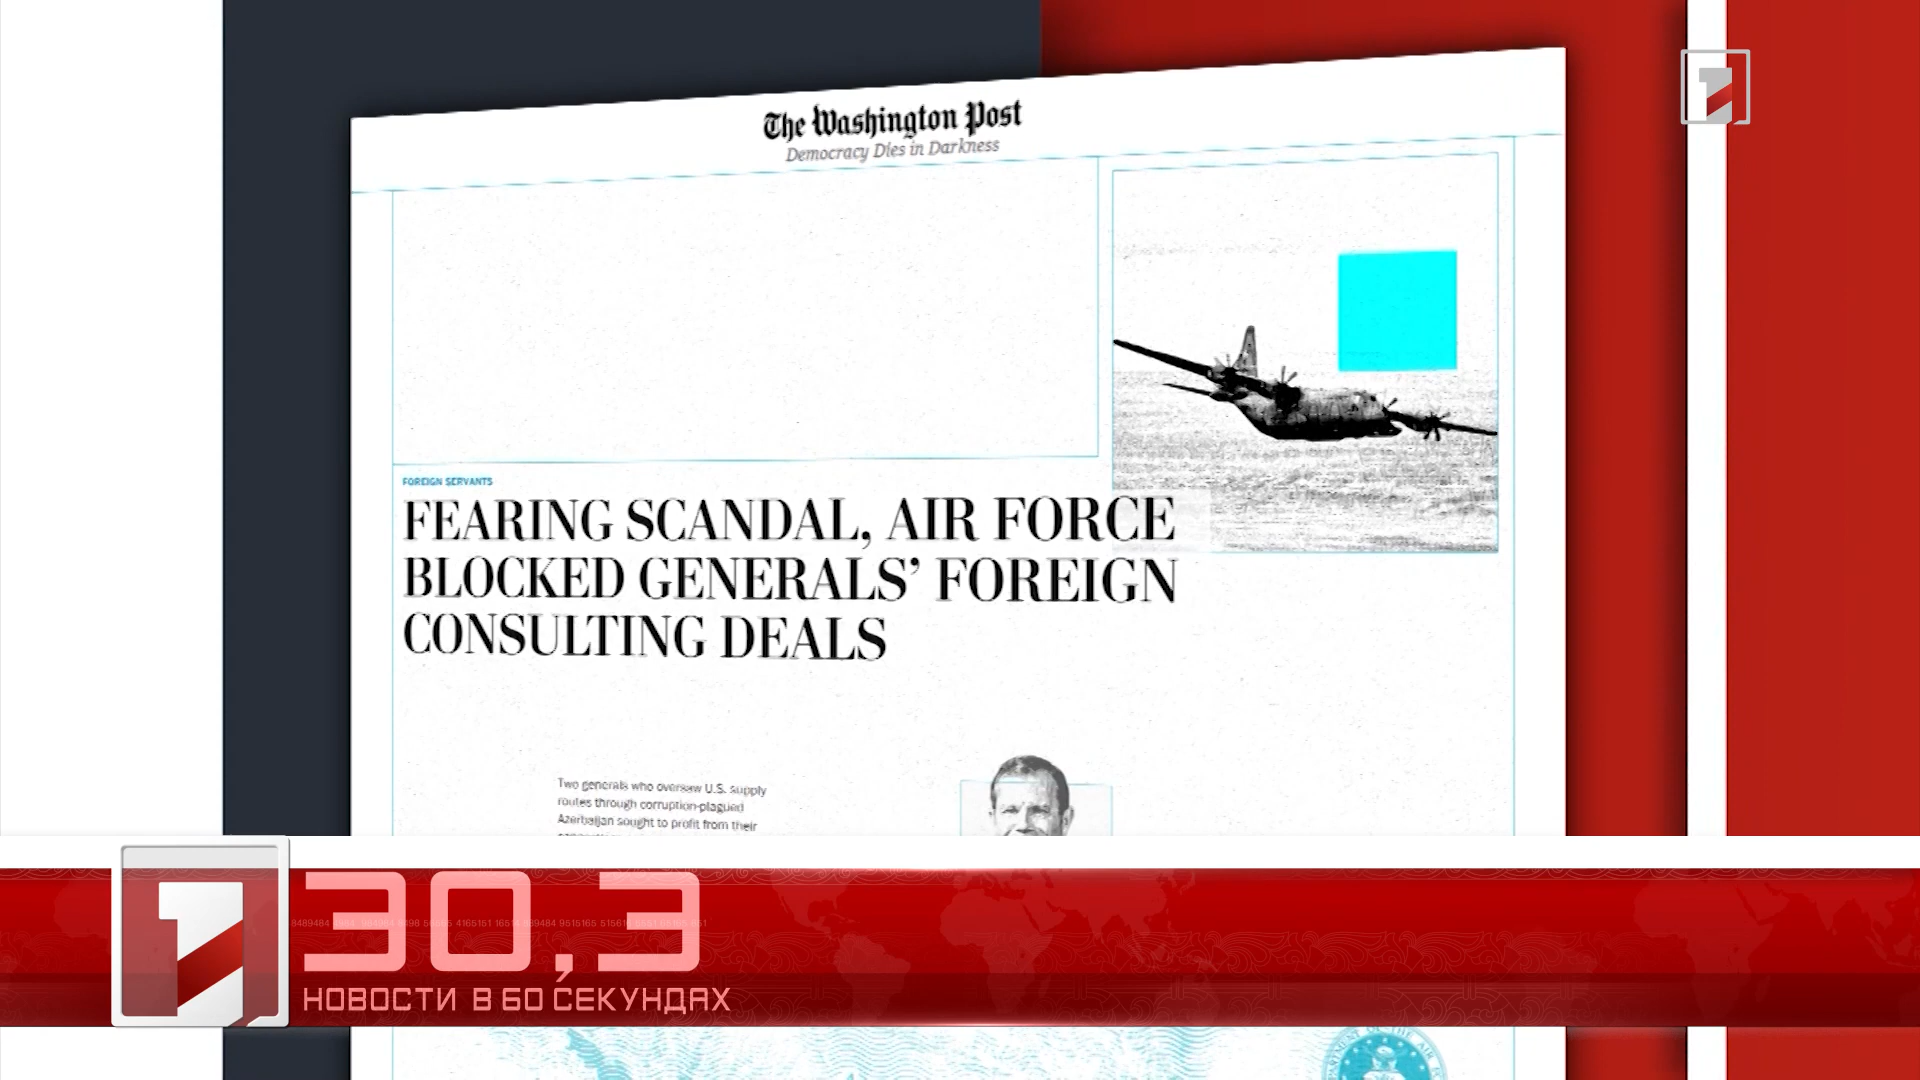 The Washington Post
Democracy Dies in Darkness
FOREIGN SERVANTS
FEARING SCANDAL, AIR FORCE
BLOCKED GENERALS’ FOREIGN
CONSULTING DEALS
Two generals who oversaw U.S. supply
routes through corruption-plagued
Azerbaijan sought to profit from their
30,3
НОВОСТИ В 60 СЕКУНДАХ